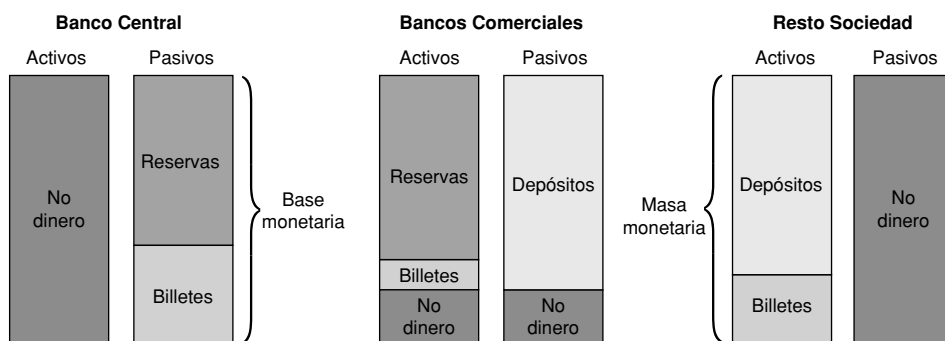 Banco Central
Activos
Pasivos
No
dinero
Reservas
Billetes
Base
monetaria
Bancos Comerciales
Activos
Pasivos
Reservas
Billetes
No
dinero
Depósitos
No
dinero
Resto Sociedad
Activos
Pasivos
Masa
monetaria
Depósitos
Billetes
No
dinero